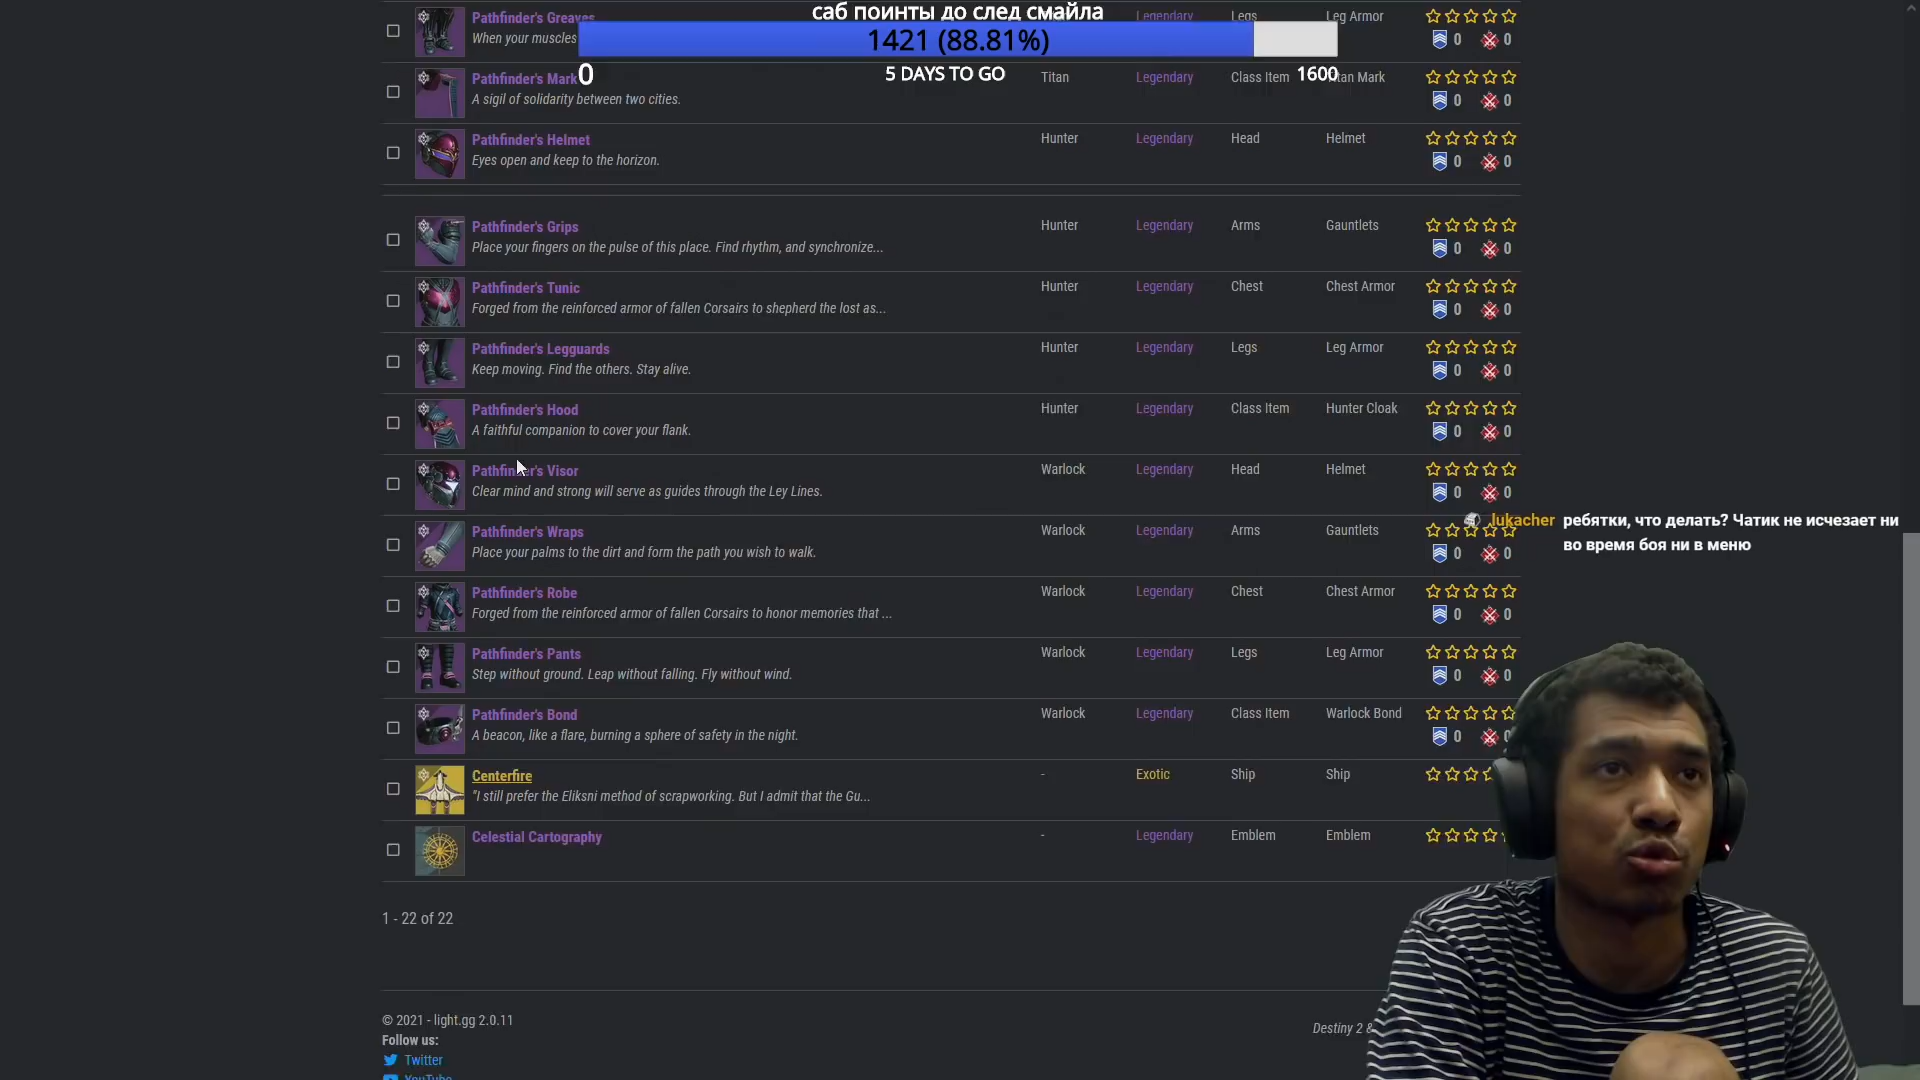 саб поинты до след смайла
1421 (88.81%)
0
5 DAYS TO GO
1600
Pathfinder's Greaves
Legendary
Legs
Leg Armor
When your muscles
0 0
Pathfinder's Mark
Titan
Legendary
Class Item
Titan Mark
A sigil of solidarity between two cities.
0 0
Pathfinder's Helmet
Hunter
Legendary
Head
Helmet
Eyes open and keep to the horizon.
0 0
Pathfinder's Grips
Hunter
Legendary
Arms
Gauntlets
Place your fingers on the pulse of this place. Find rhythm, and synchronize...
0 0
Pathfinder's Tunic
Hunter
Legendary
Chest
Chest Armor
Forged from the reinforced armor of fallen Corsairs to shepherd the lost as...
0 0
Pathfinder's Legguards
Hunter
Legendary
Legs
Leg Armor
Keep moving. Find the others. Stay alive.
0 0
Pathfinder's Hood
Hunter
Legendary
Class Item
Hunter Cloak
A faithful companion to cover your flank.
0 0
Pathfinder's Visor
Warlock
Legendary
Head
Helmet
Clear mind and strong will serve as guides through the Ley Lines.
0 0
lukacher ребятки, что делать? Чатик не исчезает ни
во время боя ни в меню
Pathfinder's Wraps
Warlock
Legendary
Arms
Gauntlets
Place your palms to the dirt and form the path you wish to walk.
0 0
Pathfinder's Robe
Warlock
Legendary
Chest
Chest Armor
Forged from the reinforced armor of fallen Corsairs to honor memories that ...
0 0
Pathfinder's Pants
Warlock
Legendary
Legs
Leg Armor
Step without ground. Leap without falling. Fly without wind.
0 0
Pathfinder's Bond
Warlock
Legendary
Class Item
Warlock Bond
A beacon, like a flare, burning a sphere of safety in the night.
0
Centerfire
-
Exotic
Ship
Ship
"I still prefer the Eliksni method of scrapworking. But I admit that the Gu...
Celestial Cartography
-
Legendary
Emblem
Emblem
1 - 22 of 22
© 2021 - light.gg 2.0.11
Destiny 2 &
Follow us:
Twitter
YouTube